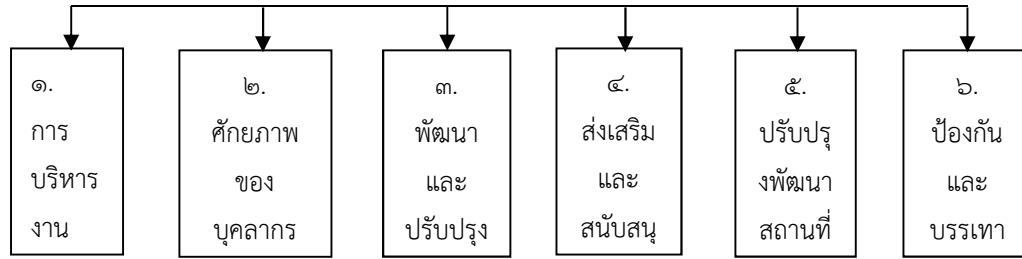 ๑.
การ
บริหาร
งาน
๒.
ศักยภาพ
ของ
บุคลากร
๓.
พัฒนา
และ
ปรับปรุง
๔.
ส่งเสริม
และ
สนับสนุ
๕.
ปรับปรุ
งพัฒนา
สถานที่
๖.
ป้องกัน
และ
บรรเทา